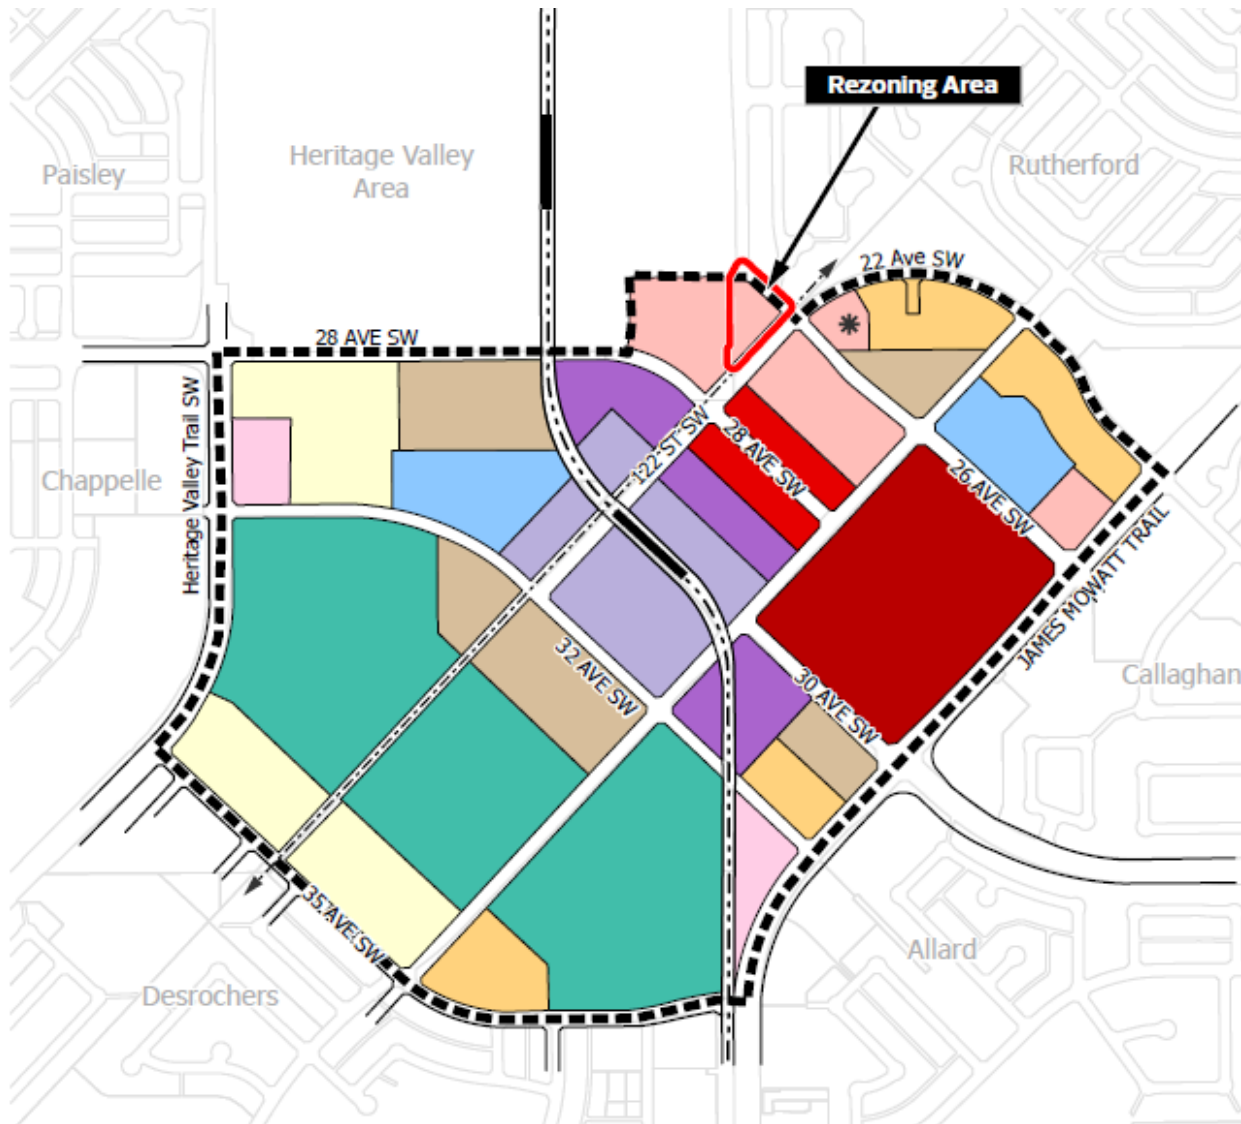 Rezoning Area
Heritage Valley
Area
Paisley
Rutherford
22 Ave SW
28 AVE SW
Heritage Valley Trail SW
122 ST SW
28 AVE SW
26 AVE SW
Chappelle
JAMES MOWATT TRAIL
32 AVE SW
30 AVE SW
Callaghan
35 AVE SW
Allard
Desrochers